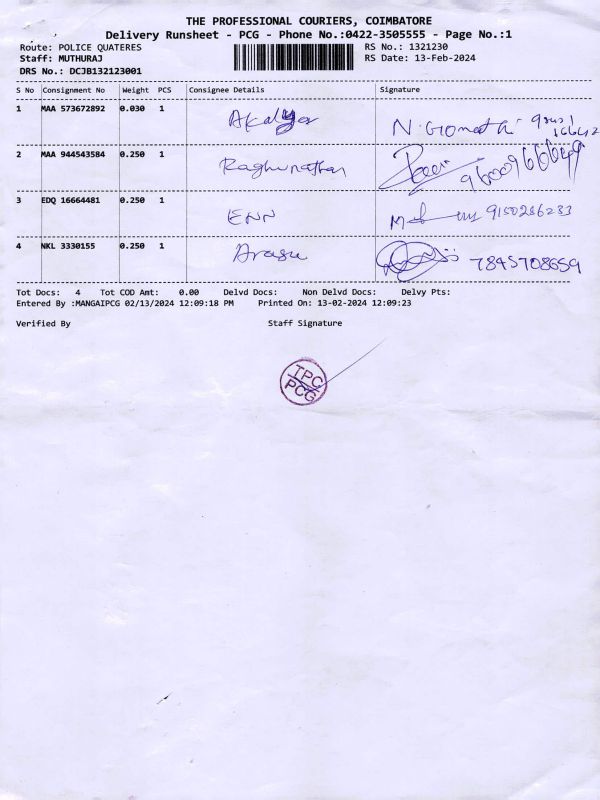 THE PROFESSIONAL COURIERS, COIMBATORE
Delivery Runsheet - PCG - Phone No.:0422-3505555 - Page No.:1
Route: POLICE QUATERES RS No.: 1321230
Staff: MUTHURAJ RS Date: 13-Feb-2024
DRS No.: DCJB132123001
S No Consignment No Weight PCS Consignee Details Signature
1 MAA 573672892 0.030 1 Akalya N. Gomathi
2 MAA 944543584 0.250 1 Raghunathan 9600966649
3 EDQ 16664481 0.250 1 ENN 9150236233
4 NKL 3330155 0.250 1 Arasu 7845708659
Tot Docs: 4 Tot COD Amt: 0.00 Delvd Docs: Non Delvd Docs: Delvy Pts:
Entered By :MANGAIPCG 02/13/2024 12:09:18 PM Printed On: 13-02-2024 12:09:23
Verified By Staff Signature
TPC
PCG